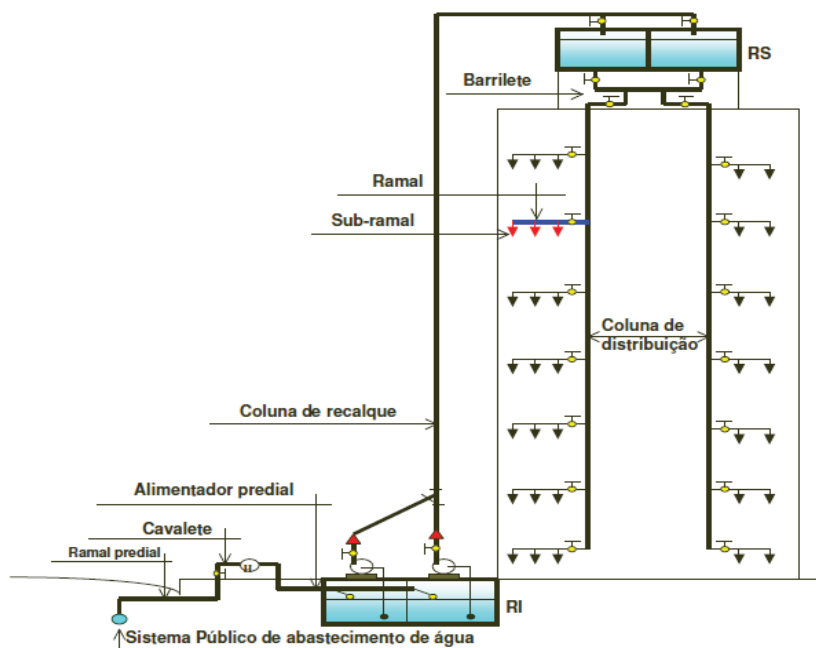 RS
Barrilete
Ramal
Sub-ramal
Coluna de
distribuição
Coluna de recalque
Alimentador predial
Cavalete
Ramal predial
RI
Sistema Público de abastecimento de água